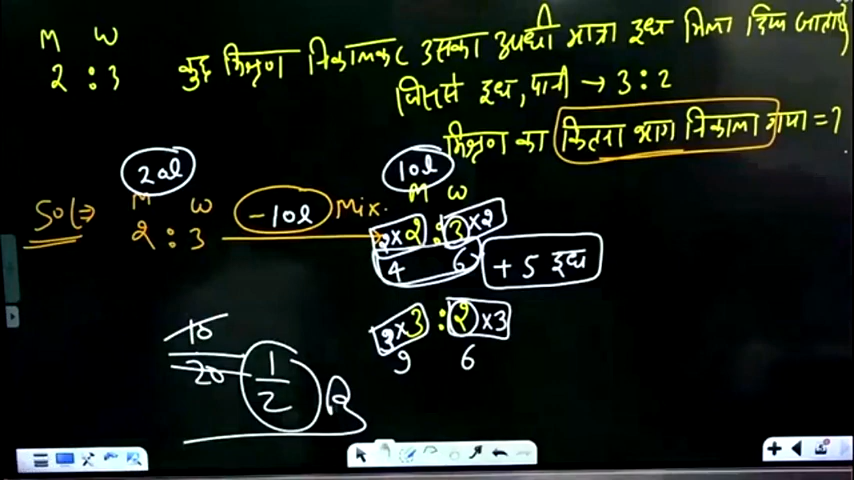 M W
2 : 3
कुछ मिश्रण निकालकर उसका आधी मात्रा दूध मिला दिया जाता है
जिससे दूध, पानी → 3 : 2
मिश्रण का कितना भाग निकाला गया = ?
20l
10l
Sol⇒ M W -10l Mix. M W
2 : 3 2×2 : 3×2
4 6 + 5 दूध
3×3 : 2×3
9 6
10
20
1
2